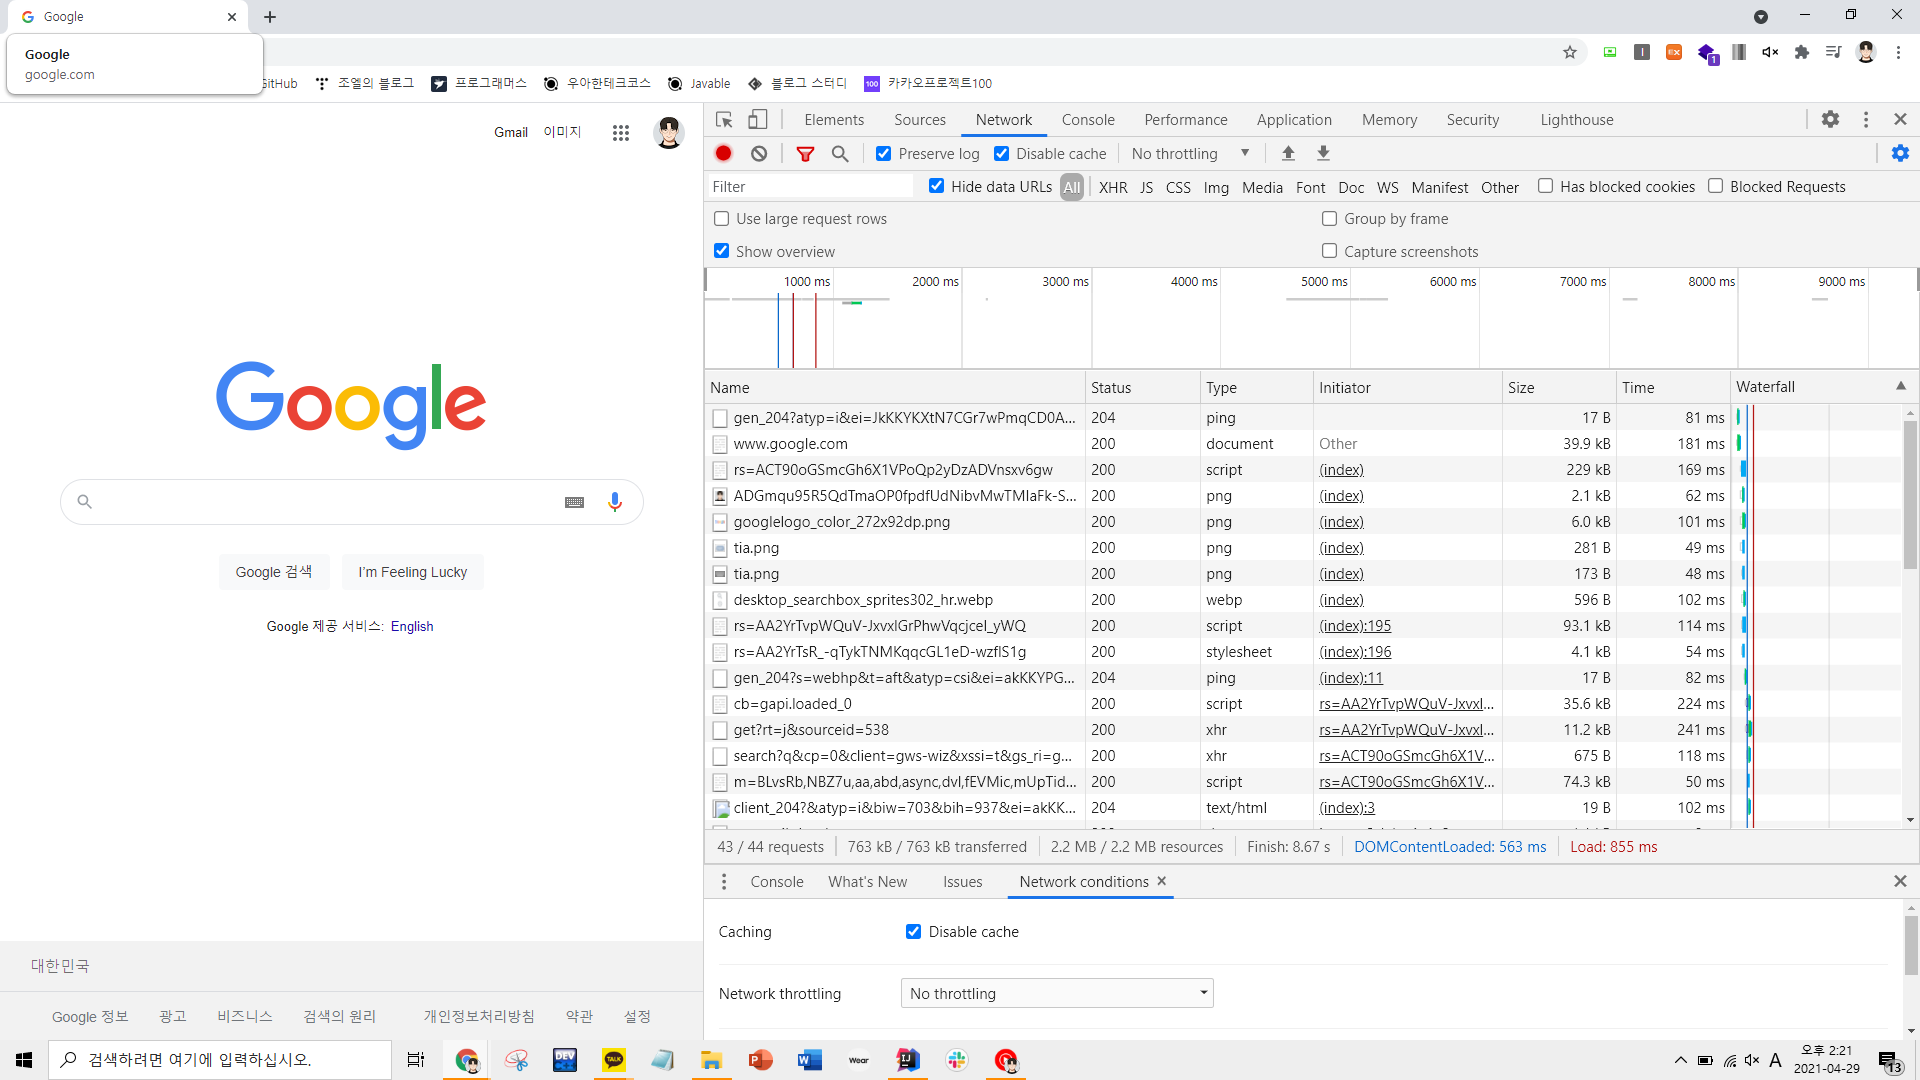 Google
Google
google.com
GitHub 조엘의 블로그 프로그래머스 우아한테크코스 Javable 블로그 스터디 100 카카오프로젝트100
EX
1
Gmail 이미지
Google
Google 검색 I'm Feeling Lucky
Google 제공 서비스: English
대한민국
Google 정보 광고 비즈니스 검색의 원리 개인정보처리방침 약관 설정
Elements Sources Network Console Performance Application Memory Security Lighthouse
Preserve log Disable cache No throttling
Filter Hide data URLs All XHR JS CSS Img Media Font Doc WS Manifest Other Has blocked cookies Blocked Requests
Use large request rows Group by frame
Show overview Capture screenshots
1000 ms 2000 ms 3000 ms 4000 ms 5000 ms 6000 ms 7000 ms 8000 ms 9000 ms
Name Status Type Initiator Size Time Waterfall
gen_204?atyp=i&ei=JkKKYKXtN7CGr7wPmqCD0A... 204 ping 17 B 81 ms
www.google.com 200 document Other 39.9 kB 181 ms
rs=ACT90oGSmcGh6X1VPoQp2yDzADVnsxv6gw 200 script (index) 229 kB 169 ms
ADGmqu95R5QdTmaOP0fpdfUdNibvMwTMIaFk-S... 200 png (index) 2.1 kB 62 ms
googlelogo_color_272x92dp.png 200 png (index) 6.0 kB 101 ms
tia.png 200 png (index) 281 B 49 ms
tia.png 200 png (index) 173 B 48 ms
desktop_searchbox_sprites302_hr.webp 200 webp (index) 596 B 102 ms
rs=AA2YrTvpWQuV-JxvxlGrPhwVqcjceI_yWQ 200 script (index):195 93.1 kB 114 ms
rs=AA2YrTsR_-qTykTNMKqqcGL1eD-wzflS1g 200 stylesheet (index):196 4.1 kB 54 ms
gen_204?s=webhp&t=aft&atyp=csi&ei=akKKYPG... 204 ping (index):11 17 B 82 ms
cb=gapi.loaded_0 200 script rs=AA2YrTvpWQuV-Jxvxl... 35.6 kB 224 ms
get?rt=j&sourceid=538 200 xhr rs=AA2YrTvpWQuV-Jxvxl... 11.2 kB 241 ms
search?q&cp=0&client=gws-wiz&xssi=t&gs_ri=g... 200 xhr rs=ACT90oGSmcGh6X1V... 675 B 118 ms
m=BLvsRb,NBZ7u,aa,abd,async,dvl,fEVMic,mUpTid... 200 script rs=ACT90oGSmcGh6X1V... 74.3 kB 50 ms
client_204?&atyp=i&biw=703&bih=937&ei=akKK... 204 text/html (index):3 19 B 102 ms
43 / 44 requests 763 kB / 763 kB transferred 2.2 MB / 2.2 MB resources Finish: 8.67 s DOMContentLoaded: 563 ms Load: 855 ms
Console What's New Issues Network conditions
Caching Disable cache
Network throttling No throttling
검색하려면 여기에 입력하십시오. DEV TALK P W Wear IJ A 오후 2:21
2021-04-29 13